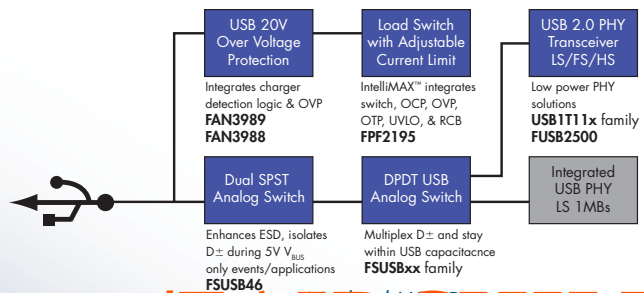 USB 20V
Over Voltage
Protection
Load Switch
with Adjustable
Current Limit
USB 2.0 PHY
Transceiver
LS/FS/HS
Integrates charger
detection logic & OVP
FAN3989
FAN3988
IntelliMAX™ integrates
switch, OCP, OVP,
OTP, UVLO, & RCB
FPF2195
Low power PHY
solutions
USB1T11x family
FUSB2500
Dual SPST
Analog Switch
DPDT USB
Analog Switch
Integrated
USB PHY
LS 1MBs
Enhances ESD, isolates
D± during 5V VBUS
only events/applications
FSUSB46
Multiplex D± and stay
within USB capacitacnce
FSUSBxx family